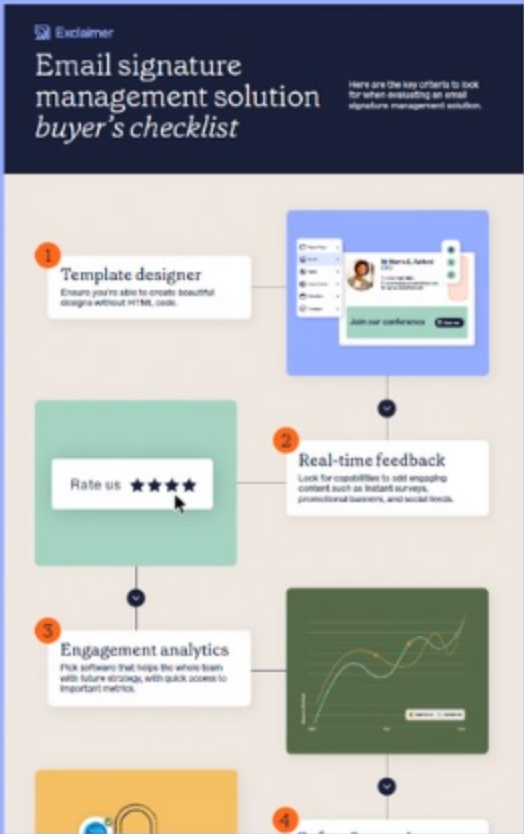 Exclaimer
Email signature
management solution
buyer's checklist
Here are the key criteria to look
for when evaluating an email
signature management solution.
1
Template designer
Ensure you're able to create beautiful
designs without HTML code.
Join our conference
2
Real-time feedback
Look for capabilities to add engaging
content such as instant surveys,
promotional banners, and social feeds.
Rate us
3
Engagement analytics
Pick software that helps the whole team
with future strategy, with quick access to
important metrics.
4